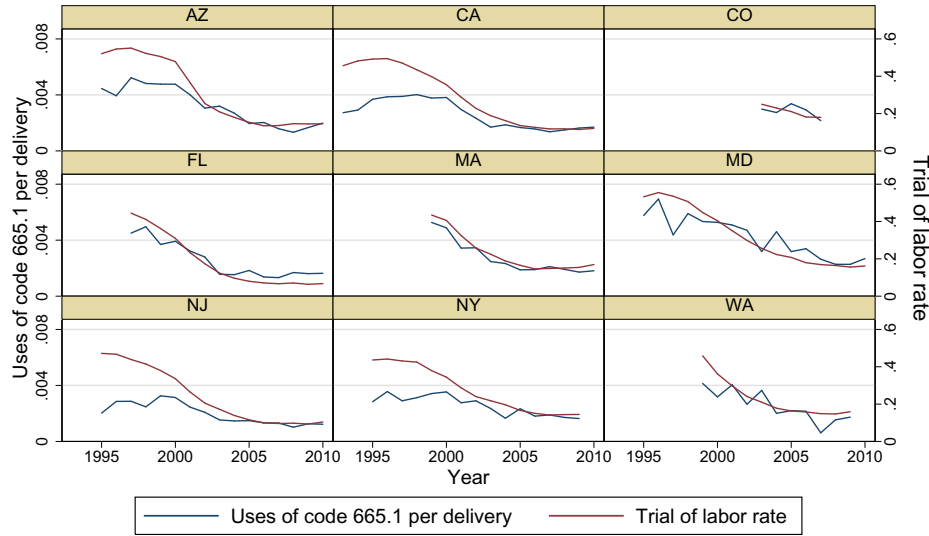 AZ CA CO
.008
.004
0
.6
.4
.2
0
FL MA MD
.008
.004
0
.6
.4
.2
0
NJ NY WA
.008
.004
0
.6
.4
.2
0
Uses of code 665.1 per delivery
Trial of labor rate
1995 2000 2005 2010 1995 2000 2005 2010 1995 2000 2005 2010
Year
Uses of code 665.1 per delivery Trial of labor rate